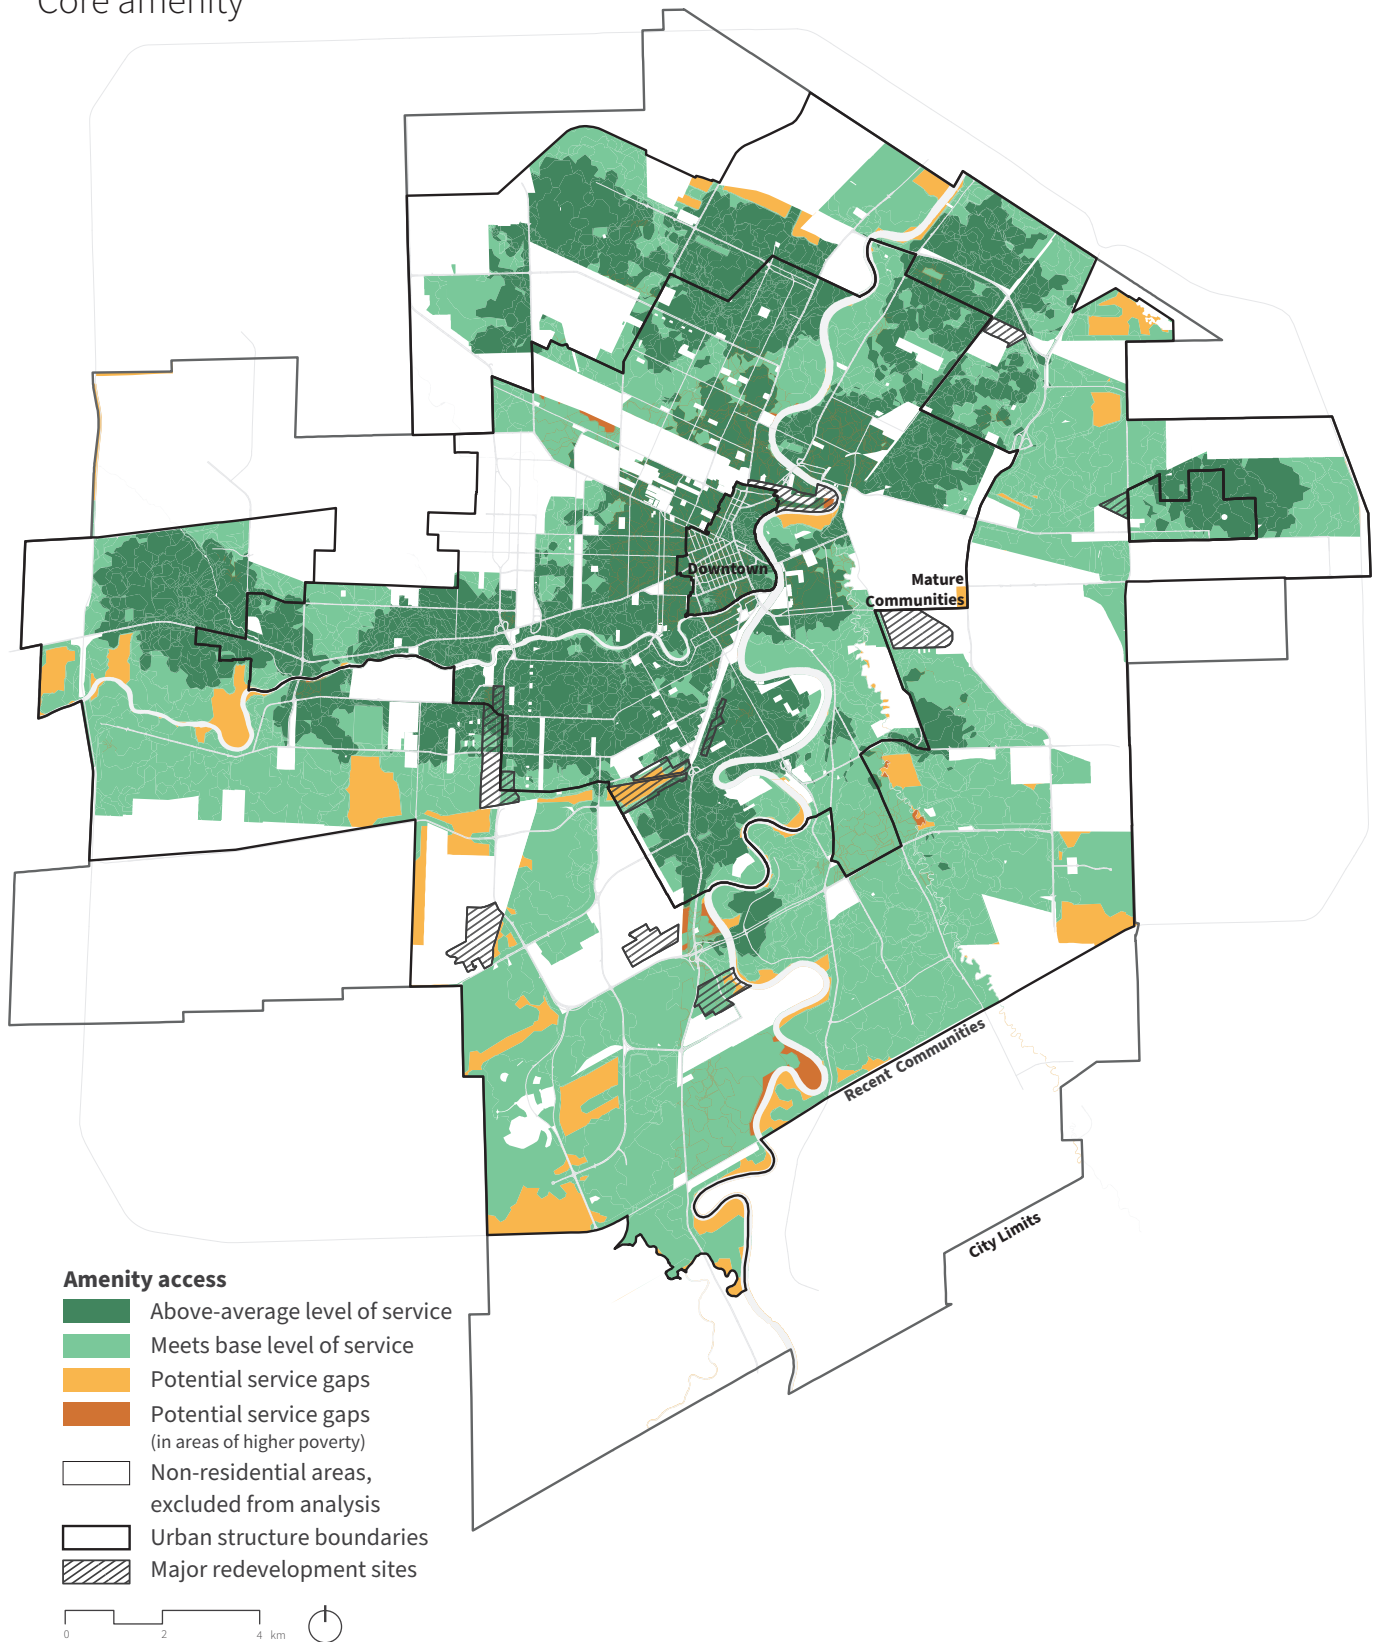 Core amenity
Downtown
Mature
Communities
Recent Communities
City Limits
Amenity access
Above-average level of service
Meets base level of service
Potential service gaps
Potential service gaps
(in areas of higher poverty)
Non-residential areas,
excluded from analysis
Urban structure boundaries
Major redevelopment sites
0 2 4 km